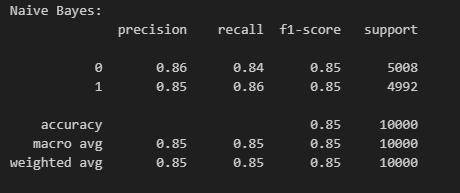 Naive Bayes:
precision recall f1-score support
0 0.86 0.84 0.85 5008
1 0.85 0.86 0.85 4992
accuracy 0.85 10000
macro avg 0.85 0.85 0.85 10000
weighted avg 0.85 0.85 0.85 10000